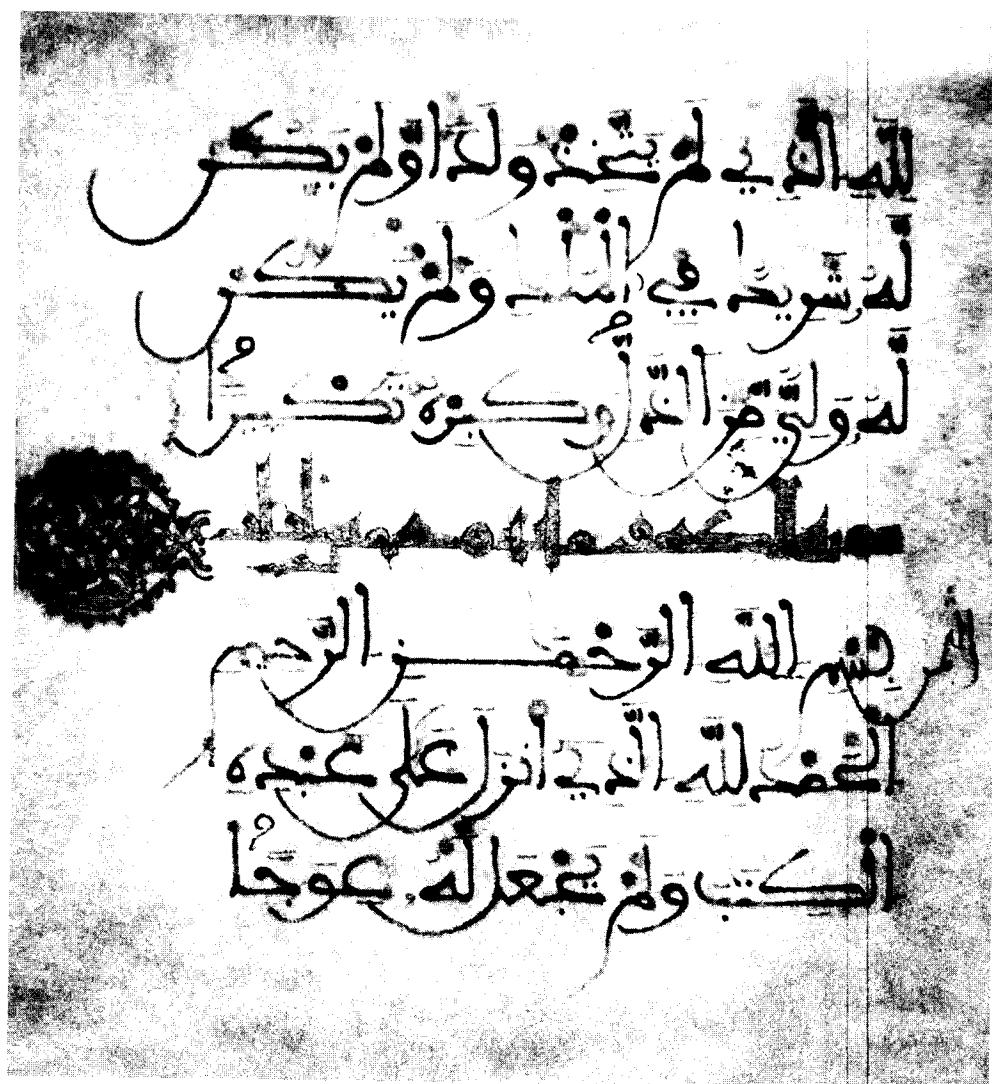 لله الذي لم يتخذ ولدا ولم يكن
له شريك في الملك ولم يكن
له ولي من الذل وكبره تكبيرا
بسم الله الرحمن الرحيم
الحمد لله الذي انزل على عبده
الكتب ولم يجعل له عوجا